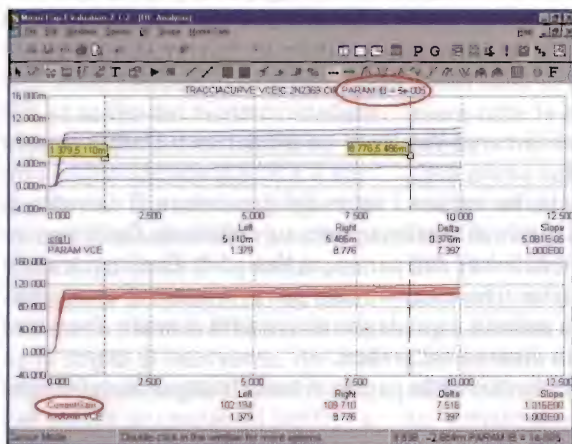 Micro-Cap Evaluation 7.1.2 - [DC Analysis]
P G
T
F
TRACCIACURVE VCEIC 2N2369.CIR PARAM IB = 5e-005
16.000m
12.000m
8.000m
4.000m
0.000m
-4.000m
1.379,5.110m
8.776,5.486m
0.000 2.500 5.000 7.500 10.000 12.500
Left Right Delta Slope
ic(q1) 5.110m 5.486m 0.376m 5.081E-05
PARAM VCE 1.379 8.776 7.397 1.000E00
160.000
120.000
80.000
40.000
0.000
-40.000
0.000 2.500 5.000 7.500 10.000 12.500
Left Right Delta Slope
102.194 109.710 7.516 1.016E00
VCE 1.379 8.776 7.397 1.000E00
Cursor Mode Double-click in the window for more options.